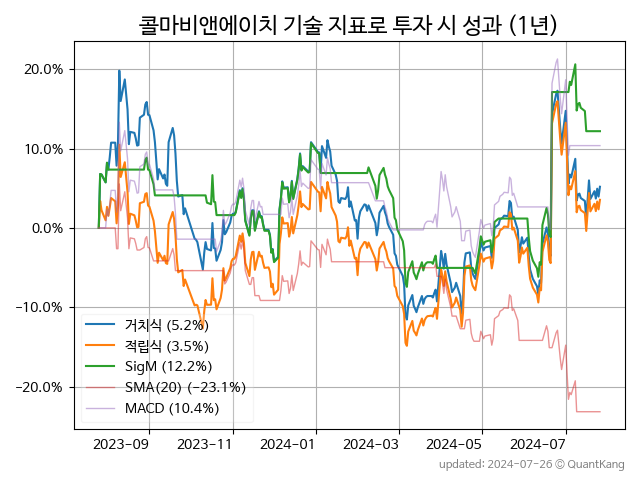 콜마비앤에이치 기술 지표로 투자 시 성과 (1년)
20.0%
10.0%
0.0%
−10.0%
−20.0%
거치식 (5.2%)
적립식 (3.5%)
SigM (12.2%)
SMA(20) (−23.1%)
MACD (10.4%)
2023-09
2023-11
2024-01
2024-03
2024-05
2024-07
updated: 2024-07-26 © QuantKang